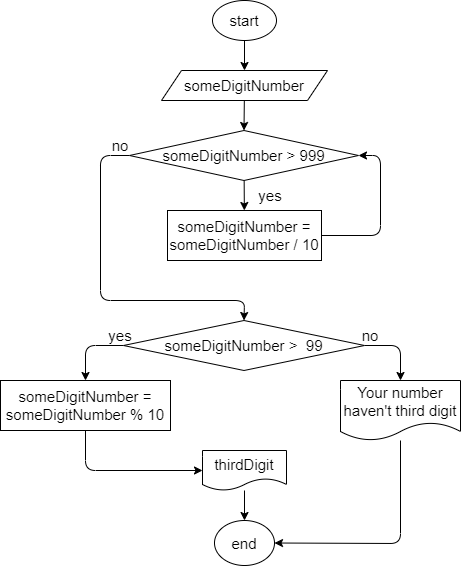 start
someDigitNumber
no
someDigitNumber > 999
yes
someDigitNumber =
someDigitNumber / 10
yes
someDigitNumber > 99
no
someDigitNumber =
someDigitNumber % 10
Your number
haven't third digit
thirdDigit
end